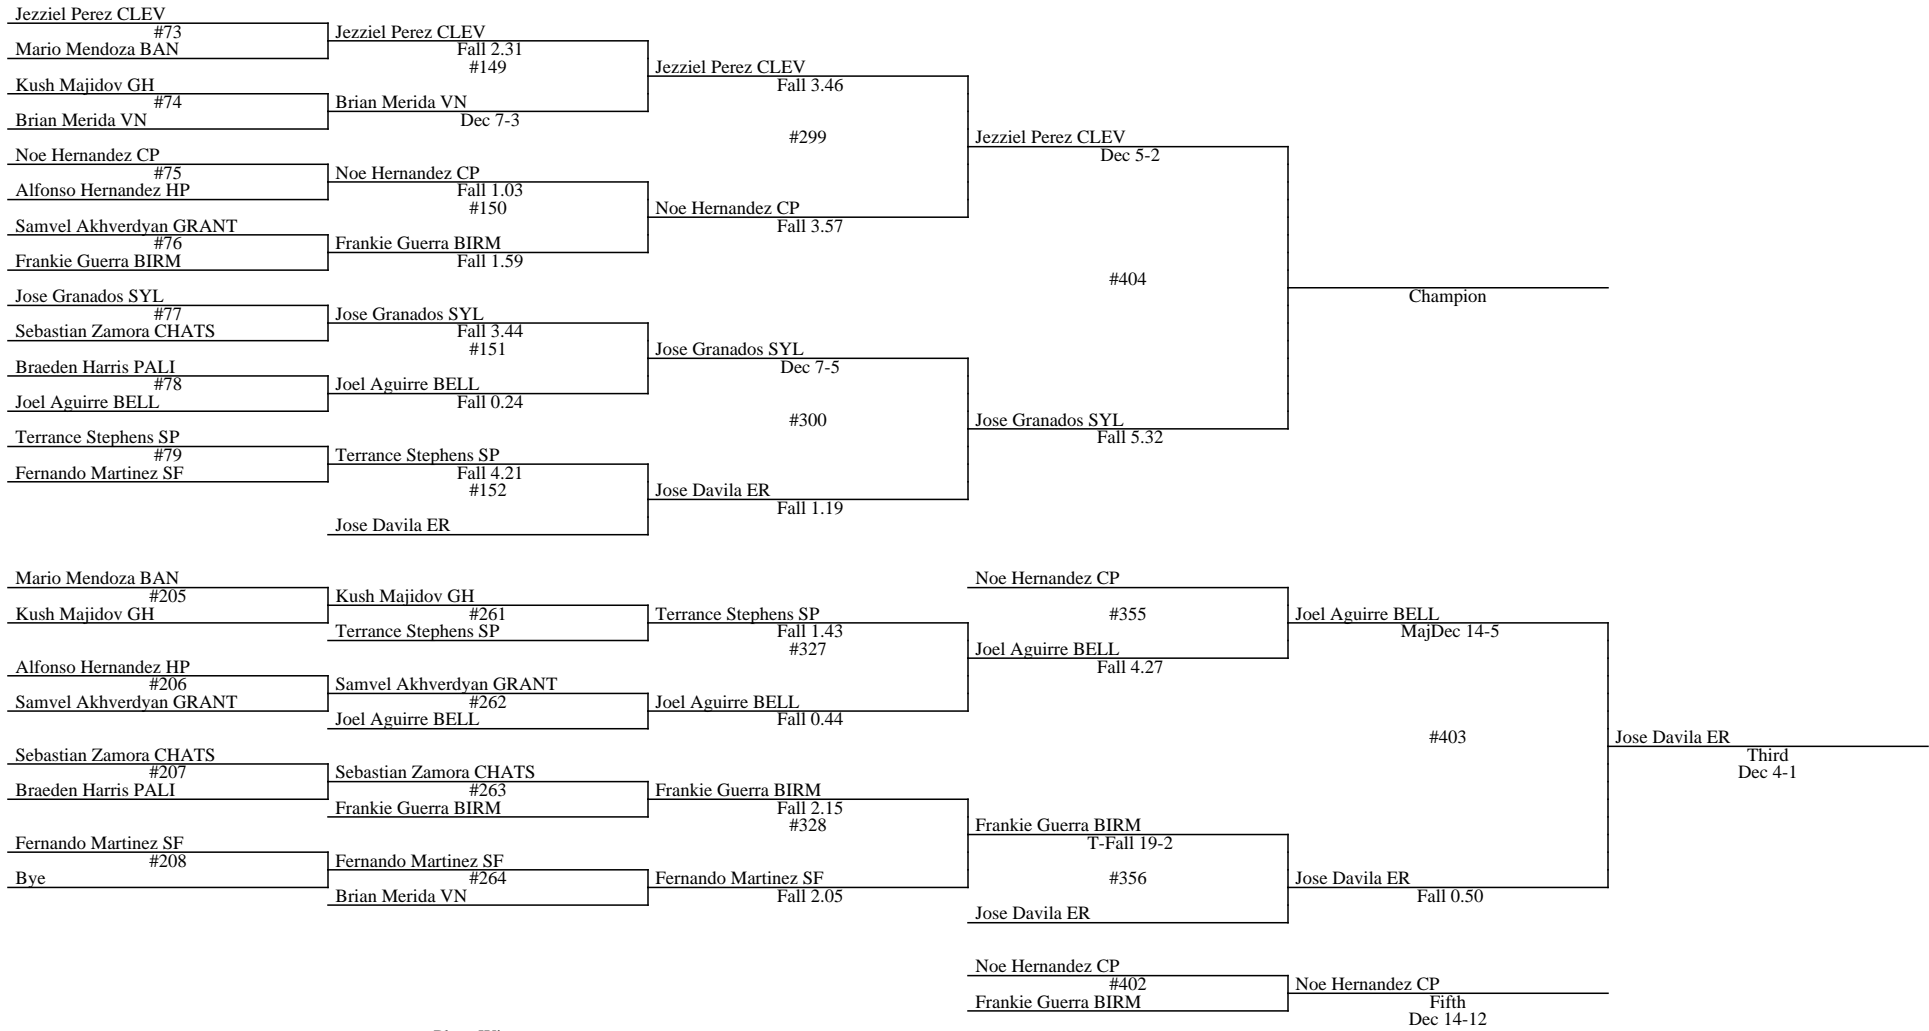 Jezziel Perez CLEV
#73
Mario Mendoza BAN
Jezziel Perez CLEV
Fall 2.31
#149
Kush Majidov GH
#74
Brian Merida VN
Brian Merida VN
Dec 7-3
Jezziel Perez CLEV
Fall 3.46
#299
Noe Hernandez CP
#75
Alfonso Hernandez HP
Noe Hernandez CP
Fall 1.03
#150
Samvel Akhverdyan GRANT
#76
Frankie Guerra BIRM
Frankie Guerra BIRM
Fall 1.59
Noe Hernandez CP
Fall 3.57
Jezziel Perez CLEV
Dec 5-2
#404
Champion
Jose Granados SYL
#77
Sebastian Zamora CHATS
Jose Granados SYL
Fall 3.44
#151
Braeden Harris PALI
#78
Joel Aguirre BELL
Joel Aguirre BELL
Fall 0.24
Jose Granados SYL
Dec 7-5
#300
Terrance Stephens SP
#79
Fernando Martinez SF
Terrance Stephens SP
Fall 4.21
#152
Jose Davila ER
Jose Davila ER
Fall 1.19
Jose Granados SYL
Fall 5.32
Mario Mendoza BAN
#205
Kush Majidov GH
Kush Majidov GH
#261
Terrance Stephens SP
Terrance Stephens SP
Fall 1.43
#327
Alfonso Hernandez HP
#206
Samvel Akhverdyan GRANT
Samvel Akhverdyan GRANT
#262
Joel Aguirre BELL
Joel Aguirre BELL
Fall 0.44
Noe Hernandez CP
#355
Joel Aguirre BELL
Fall 4.27
Joel Aguirre BELL
MajDec 14-5
#403
Sebastian Zamora CHATS
#207
Braeden Harris PALI
Sebastian Zamora CHATS
#263
Frankie Guerra BIRM
Frankie Guerra BIRM
Fall 2.15
#328
Fernando Martinez SF
#208
Bye
Fernando Martinez SF
#264
Brian Merida VN
Fernando Martinez SF
Fall 2.05
Frankie Guerra BIRM
T-Fall 19-2
#356
Jose Davila ER
Jose Davila ER
Fall 0.50
Jose Davila ER
Third
Dec 4-1
Noe Hernandez CP
#402
Frankie Guerra BIRM
Noe Hernandez CP
Fifth
Dec 14-12